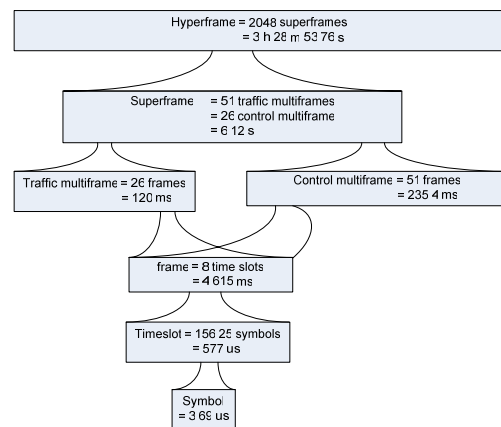 Hyperframe = 2048 superframes
= 3 h 28 m 53 76 s
Superframe = 51 traffic multiframes
= 26 control multiframe
= 6 12 s
Traffic multiframe = 26 frames
= 120 ms
Control multiframe = 51 frames
= 235 4 ms
frame = 8 time slots
= 4 615 ms
Timeslot = 156 25 symbols
= 577 us
Symbol
= 3 69 us